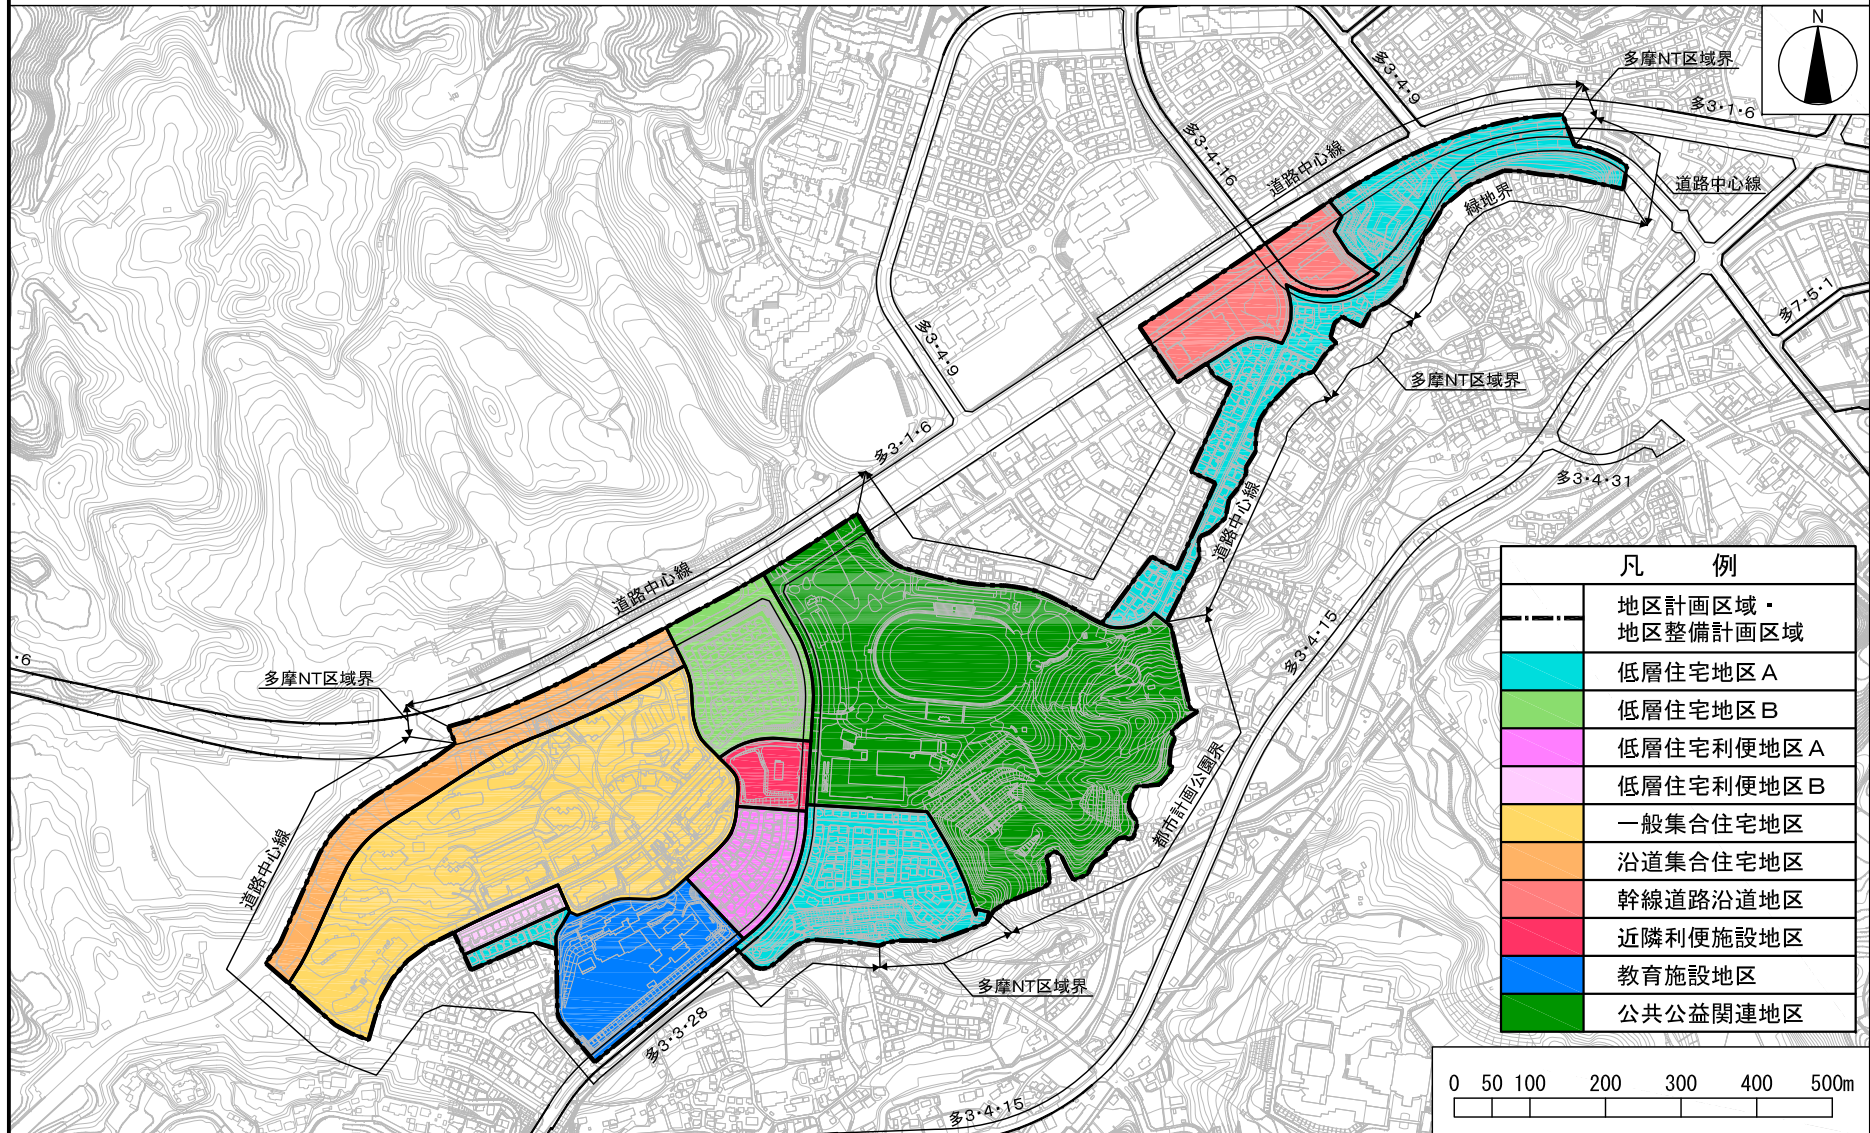 N
多摩NT区域界
多3・4・9
多3・1・6
多3・4・16
道路中心線
道路中心線
緑地界
多7・5・1
多3・4・9
多摩NT区域界
多3・1・6
多3・4・31
道路中心線
道路中心線
多3・4・15
・6
多摩NT区域界
都市計画公園界
道路中心線
多摩NT区域界
多3・3・28
多3・4・15
凡 例
地区計画区域・
地区整備計画区域
低層住宅地区A
低層住宅地区B
低層住宅利便地区A
低層住宅利便地区B
一般集合住宅地区
沿道集合住宅地区
幹線道路沿道地区
近隣利便施設地区
教育施設地区
公共公益関連地区
0 50 100 200 300 400 500m